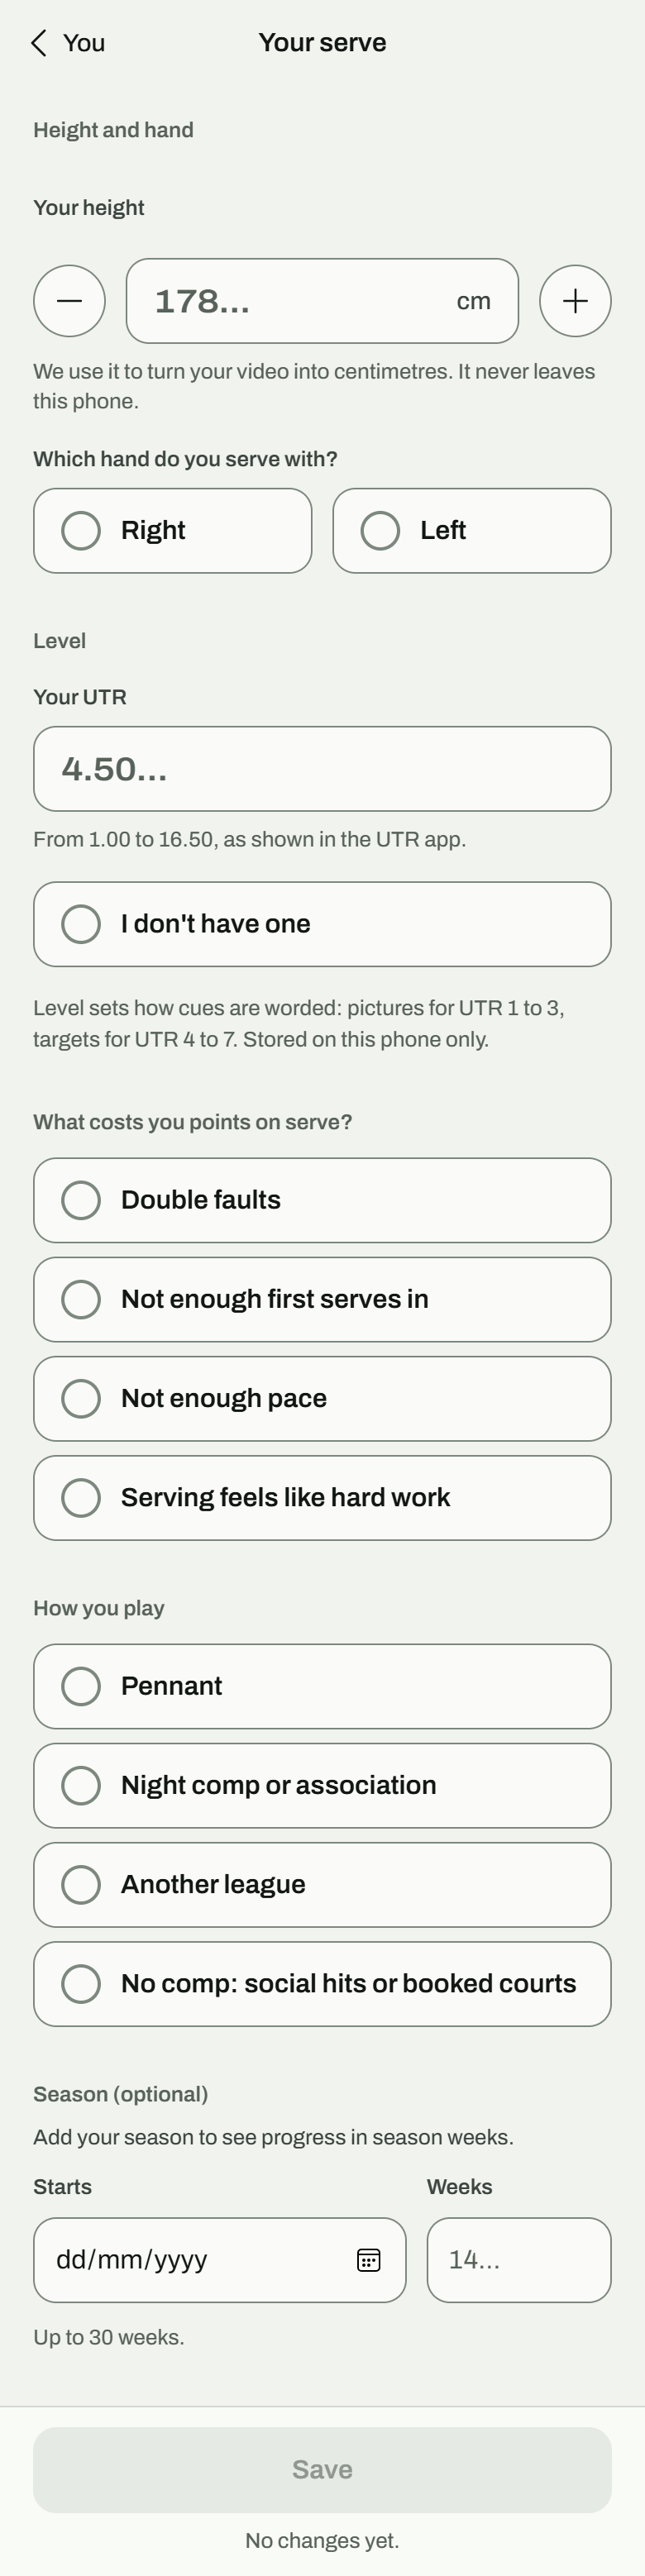 You
Your serve
Height and hand
Your height
178...
cm
We use it to turn your video into centimetres. It never leaves
this phone.
Which hand do you serve with?
Right
Left
Level
Your UTR
4.50...
From 1.00 to 16.50, as shown in the UTR app.
I don't have one
Level sets how cues are worded: pictures for UTR 1 to 3,
targets for UTR 4 to 7. Stored on this phone only.
What costs you points on serve?
Double faults
Not enough first serves in
Not enough pace
Serving feels like hard work
How you play
Pennant
Night comp or association
Another league
No comp: social hits or booked courts
Season (optional)
Add your season to see progress in season weeks.
Starts
Weeks
dd/mm/yyyy
14...
Up to 30 weeks.
Save
No changes yet.